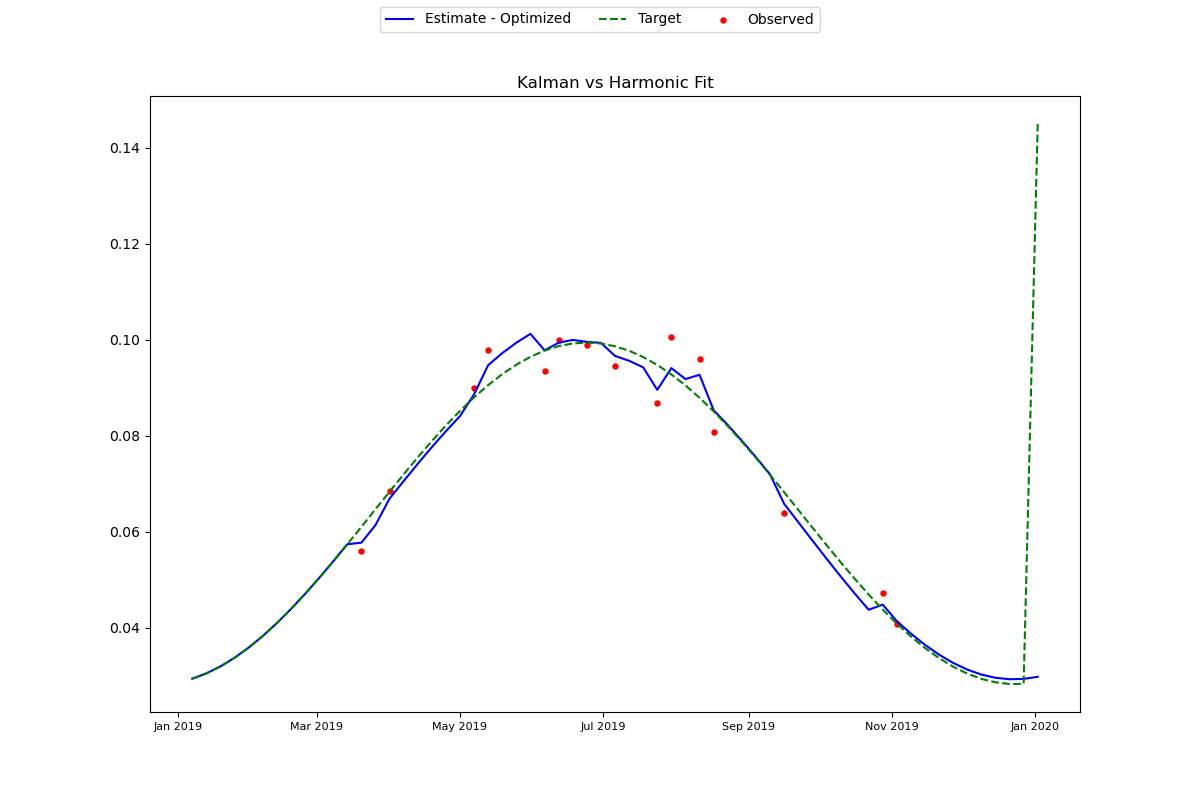 Estimate - Optimized Target Observed
Kalman vs Harmonic Fit
0.14
0.12
0.10
0.08
0.06
0.04
Jan 2019 Mar 2019 May 2019 Jul 2019 Sep 2019 Nov 2019 Jan 2020